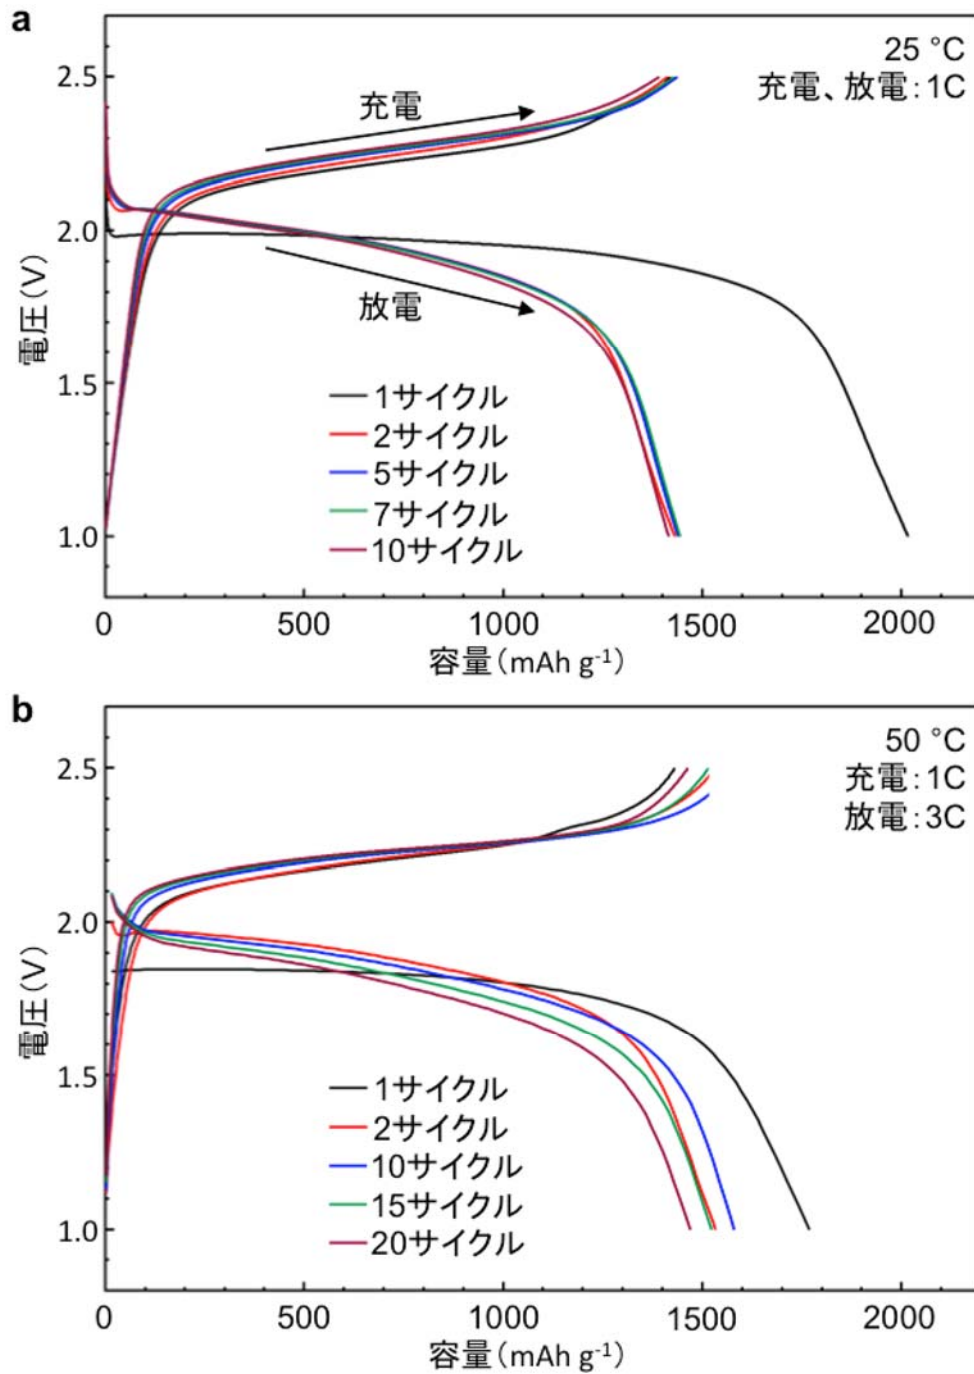 a
25 °C
充電、放電：1C
充電
放電
1サイクル
2サイクル
5サイクル
7サイクル
10サイクル
2.5
2.0
1.5
1.0
電圧（V）
0
500
1000
1500
2000
容量（mAh g⁻¹）
b
50 °C
充電：1C
放電：3C
1サイクル
2サイクル
10サイクル
15サイクル
20サイクル
2.5
2.0
1.5
1.0
電圧（V）
0
500
1000
1500
2000
容量（mAh g⁻¹）